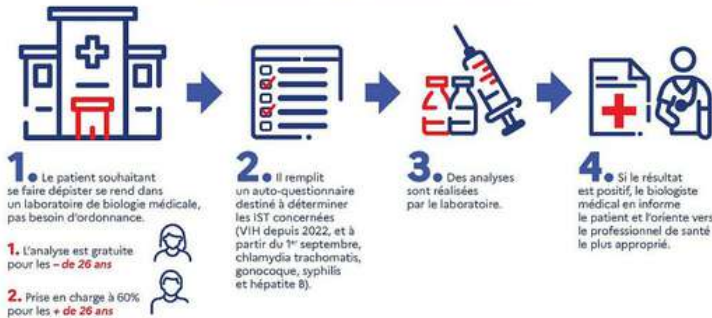 1. Le patient souhaitant
se faire dépister se rend dans
un laboratoire de biologie médicale,
pas besoin d'ordonnance.
1. L'analyse est gratuite
pour les – de 26 ans
2. Prise en charge à 60%
pour les + de 26 ans
2. Il remplit
un auto-questionnaire
destiné à déterminer
les IST concernées
(VIH depuis 2022, et à
partir du 1er septembre,
chlamydia trachomatis,
gonocoque, syphilis
et hépatite B).
3. Des analyses
sont réalisées
par le laboratoire.
4. Si le résultat
est positif, le biologiste
médical en informe
le patient et l'oriente vers
le professionnel de santé
le plus approprié.